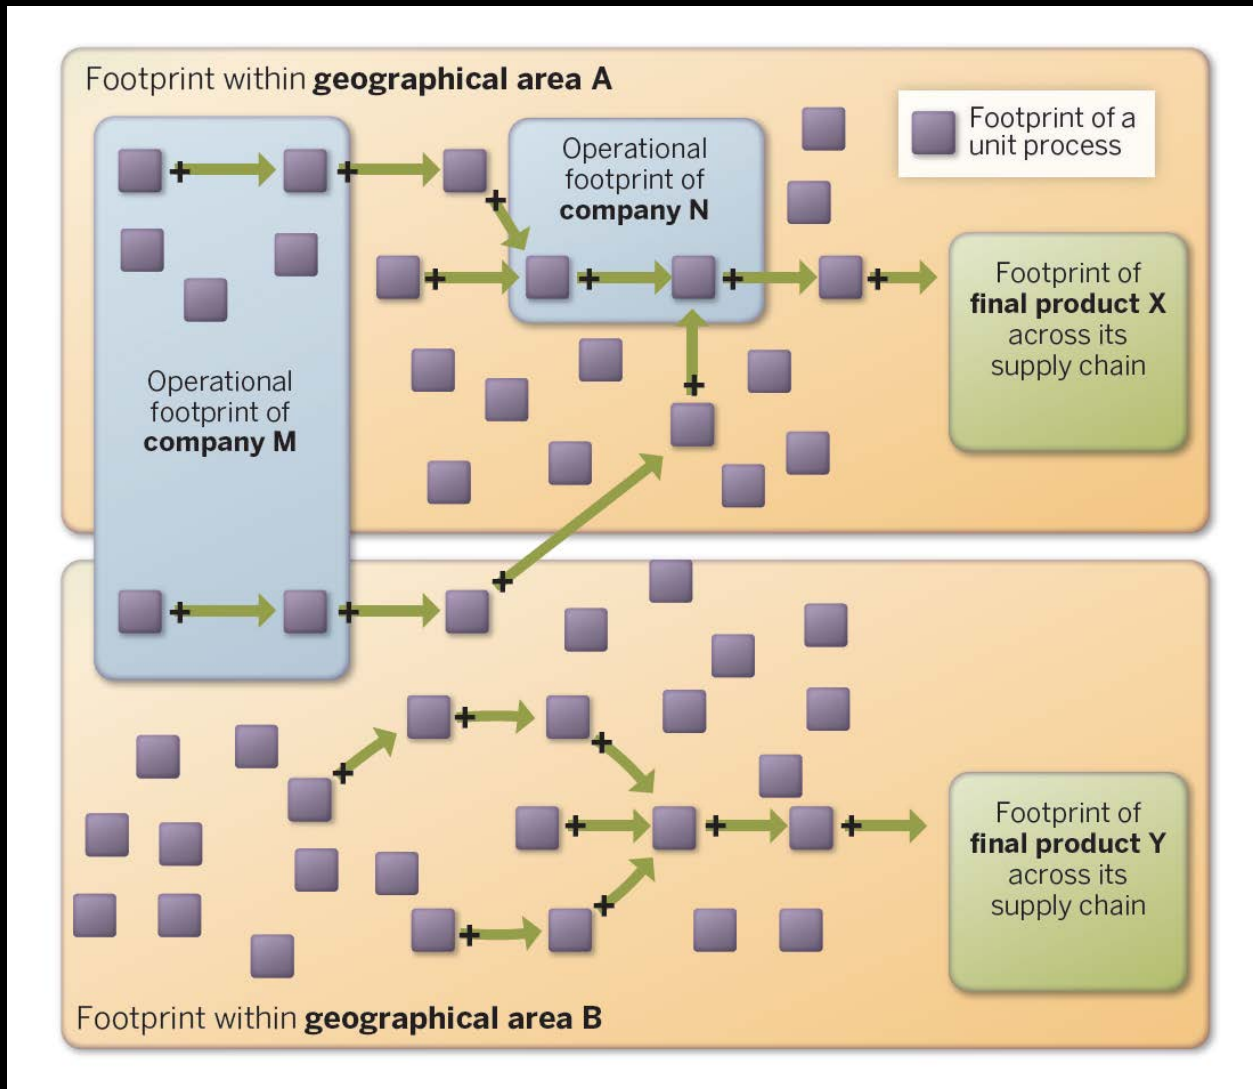 Footprint within geographical area A
Footprint of a
unit process
Operational
footprint of
company N
Footprint of
final product X
across its
supply chain
Operational
footprint of
company M
Footprint of
final product Y
across its
supply chain
Footprint within geographical area B